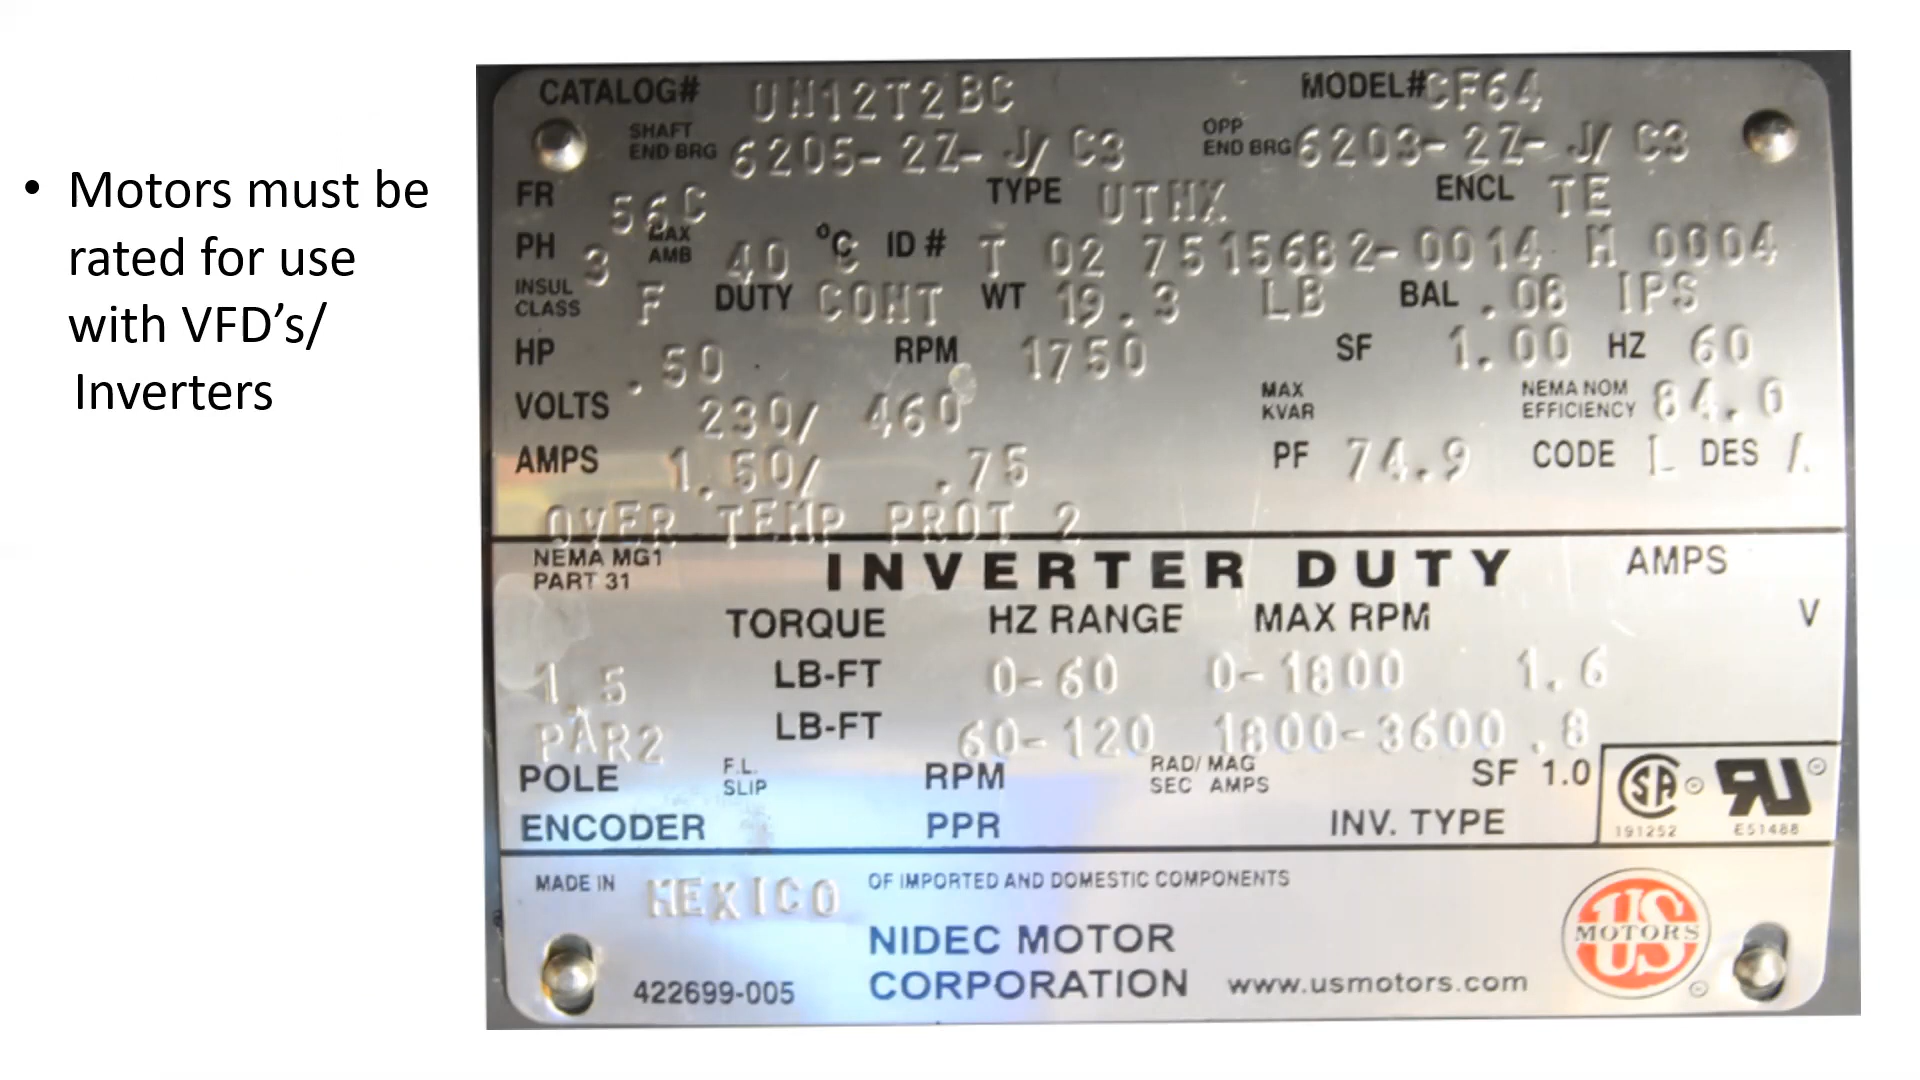 • Motors must be
rated for use
with VFD's/
Inverters
CATALOG# UN12T2BC MODEL# CF64
SHAFT END BRG 6205-2Z-J/C3 OPP END BRG 6203-2Z-J/C3
FR 56C TYPE UTNX ENCL TE
PH 3 MAX AMB 40 °C ID# T 02 7515682-0014 M 0004
INSUL CLASS F DUTY CONT WT 19.3 LB BAL .08 IPS
HP .50 RPM 1750 SF 1.00 HZ 60
VOLTS 230/ 460 MAX KVAR NEMA NOM EFFICIENCY 84.0
AMPS 1.50/ .75 PF 74.9 CODE L DES
OVER TEMP PROT 2
NEMA MG1 PART 31 INVERTER DUTY AMPS
TORQUE HZ RANGE MAX RPM V
1.5 LB-FT 0-60 0-1800 1.6
PAR2 LB-FT 60-120 1800-3600 .8
POLE F.L. SLIP RPM RAD/SEC MAG AMPS SF 1.0
ENCODER PPR INV. TYPE
SA 191252 RU E51488
MADE IN MEXICO OF IMPORTED AND DOMESTIC COMPONENTS
NIDEC MOTOR
CORPORATION
422699-005 www.usmotors.com
US MOTORS